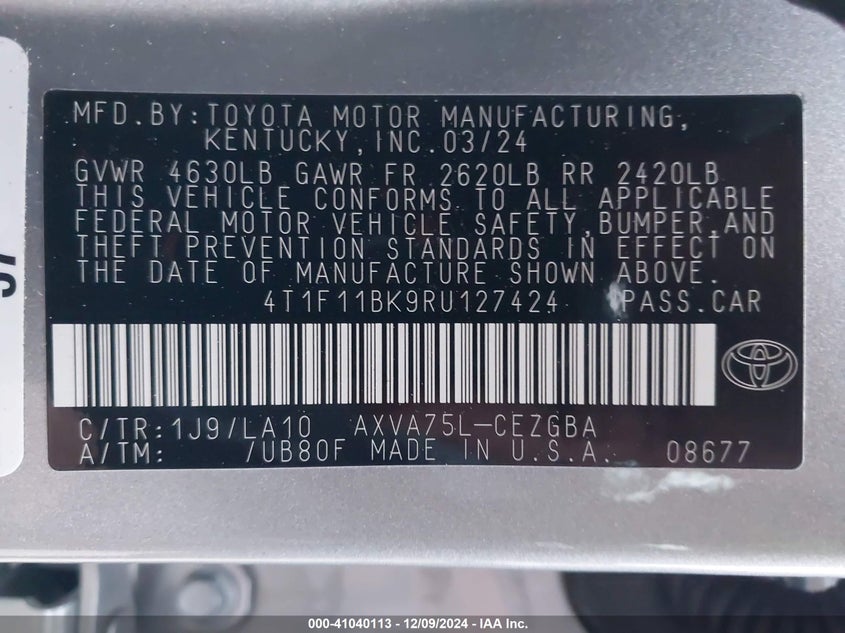 MFD.BY:TOYOTA MOTOR MANUFACTURING,
KENTUCKY,INC.03/24
GVWR 4630LB GAWR FR 2620LB RR 2420LB
THIS VEHICLE CONFORMS TO ALL APPLICABLE
FEDERAL MOTOR VEHICLE SAFETY,BUMPER,AND
THEFT PREVENTION STANDARDS IN EFFECT ON
THE DATE OF MANUFACTURE SHOWN ABOVE.
4T1F11BK9RU127424 PASS.CAR
C/TR:1J9/LA10 AXVA75L-CEZGBA
A/TM: /UB80F MADE IN U.S.A. 08677
000-41040113 - 12/09/2024 - IAA Inc.